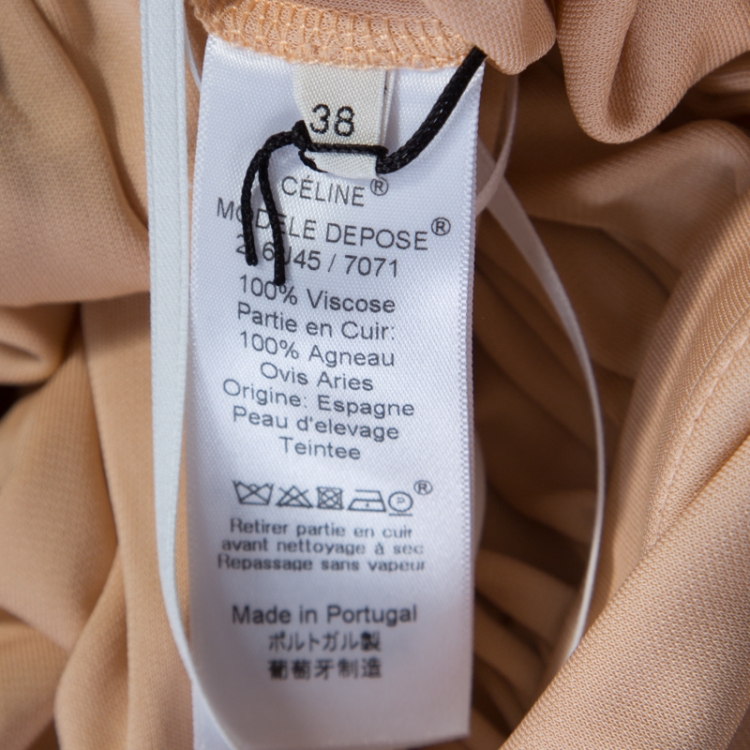 38
CÉLINE®
MODELE DEPOSE®
45 / 7071
100% Viscose
Partie en Cuir:
100% Agneau
Ovis Aries
Origine: Espagne
Peau d'elevage
Teintee
P ®
Retirer partie en cuir
avant nettoyage à sec
Repassage sans vapeur
Made in Portugal
ポルトガル製
葡萄牙制造